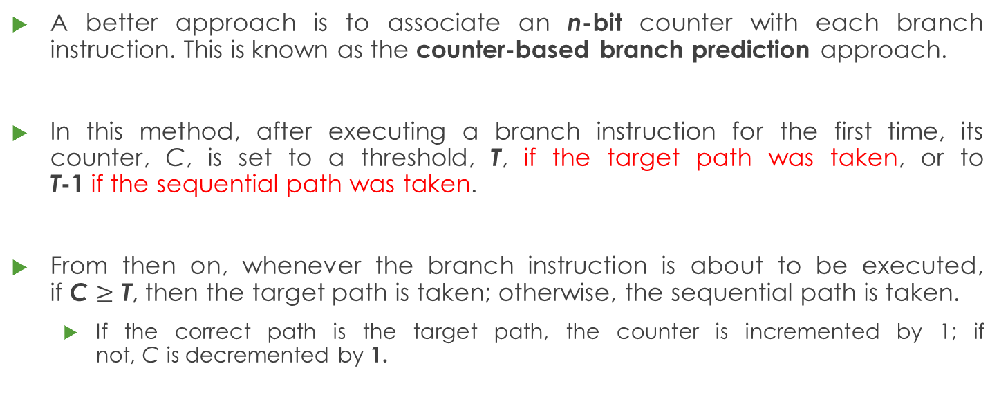 A better approach is to associate an n-bit counter with each branch
instruction. This is known as the counter-based branch prediction approach.
In this method, after executing a branch instruction for the first time, its
counter, C, is set to a threshold, T, if the target path was taken, or to
T-1 if the sequential path was taken.
From then on, whenever the branch instruction is about to be executed,
if C ≥ T, then the target path is taken; otherwise, the sequential path is taken.
If the correct path is the target path, the counter is incremented by 1; if
not, C is decremented by 1.